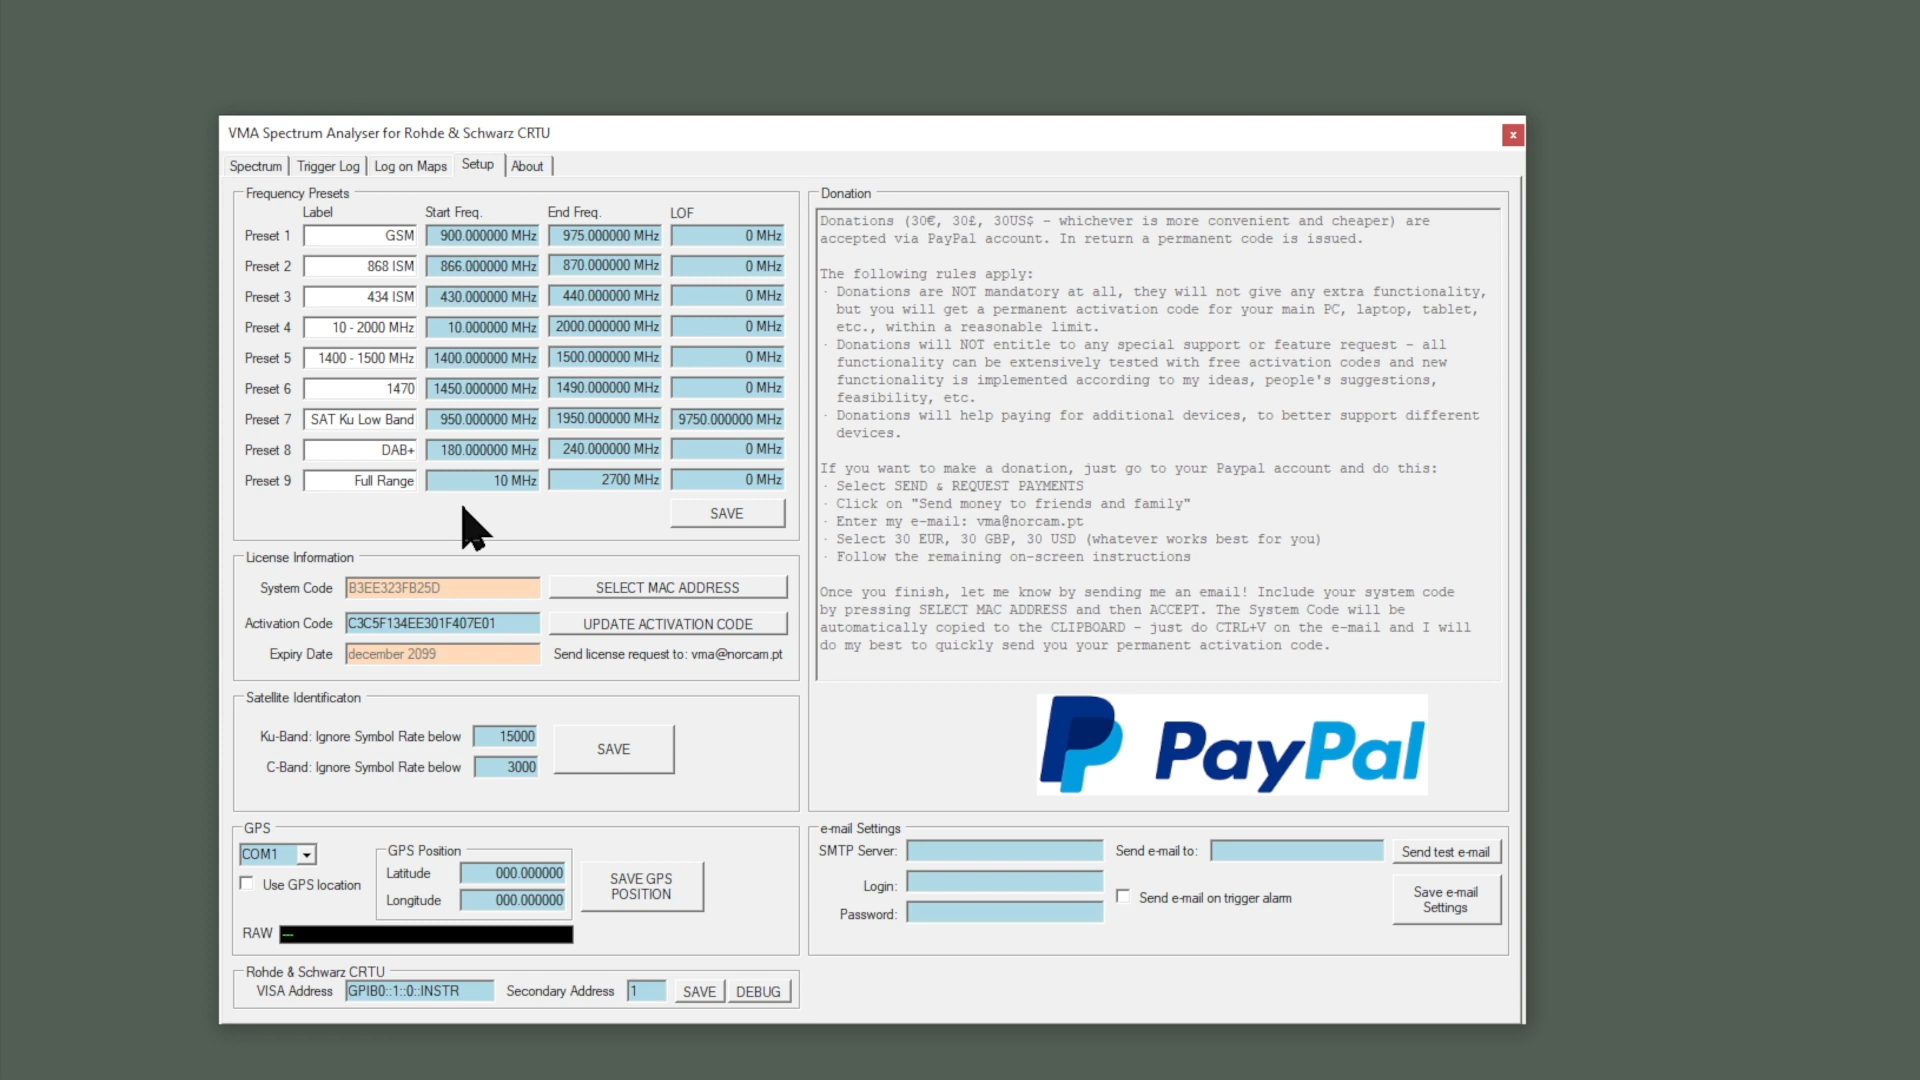 VMA Spectrum Analyser for Rohde & Schwarz CRTU
x
Spectrum Trigger Log Log on Maps Setup About
Frequency Presets
Label Start Freq. End Freq. LOF
Preset 1 GSM 900.000000 MHz 975.000000 MHz 0 MHz
Preset 2 868 ISM 866.000000 MHz 870.000000 MHz 0 MHz
Preset 3 434 ISM 430.000000 MHz 440.000000 MHz 0 MHz
Preset 4 10 - 2000 MHz 10.000000 MHz 2000.000000 MHz 0 MHz
Preset 5 1400 - 1500 MHz 1400.000000 MHz 1500.000000 MHz 0 MHz
Preset 6 1470 1450.000000 MHz 1490.000000 MHz 0 MHz
Preset 7 SAT Ku Low Band 950.000000 MHz 1950.000000 MHz 9750.000000 MHz
Preset 8 DAB+ 180.000000 MHz 240.000000 MHz 0 MHz
Preset 9 Full Range 10 MHz 2700 MHz 0 MHz
SAVE
License Information
System Code B3EE323FB25D SELECT MAC ADDRESS
Activation Code C3C5F134EE301F407E01 UPDATE ACTIVATION CODE
Expiry Date december 2099 Send license request to: vma@norcam.pt
Satellite Identificaton
Ku-Band: Ignore Symbol Rate below 15000
SAVE
C-Band: Ignore Symbol Rate below 3000
GPS
COM1
Use GPS location
GPS Position
Latitude 000.000000
Longitude 000.000000
SAVE GPS
POSITION
RAW ---
Rohde & Schwarz CRTU
VISA Address GPIB0::1::0::INSTR Secondary Address 1 SAVE DEBUG
Donation
Donations (30€, 30£, 30US$ - whichever is more convenient and cheaper) are
accepted via PayPal account. In return a permanent code is issued.
The following rules apply:
- Donations are NOT mandatory at all, they will not give any extra functionality,
but you will get a permanent activation code for your main PC, laptop, tablet,
etc., within a reasonable limit.
- Donations will NOT entitle to any special support or feature request - all
functionality can be extensively tested with free activation codes and new
functionality is implemented according to my ideas, people's suggestions,
feasibility, etc.
- Donations will help paying for additional devices, to better support different
devices.
If you want to make a donation, just go to your Paypal account and do this:
- Select SEND & REQUEST PAYMENTS
- Click on "Send money to friends and family"
- Enter my e-mail: vma@norcam.pt
- Select 30 EUR, 30 GBP, 30 USD (whatever works best for you)
- Follow the remaining on-screen instructions
Once you finish, let me know by sending me an email! Include your system code
by pressing SELECT MAC ADDRESS and then ACCEPT. The System Code will be
automatically copied to the CLIPBOARD - just do CTRL+V on the e-mail and I will
do my best to quickly send you your permanent activation code.
PayPal
e-mail Settings
SMTP Server: Send e-mail to: Send test e-mail
Login:
Send e-mail on trigger alarm
Password:
Save e-mail
Settings